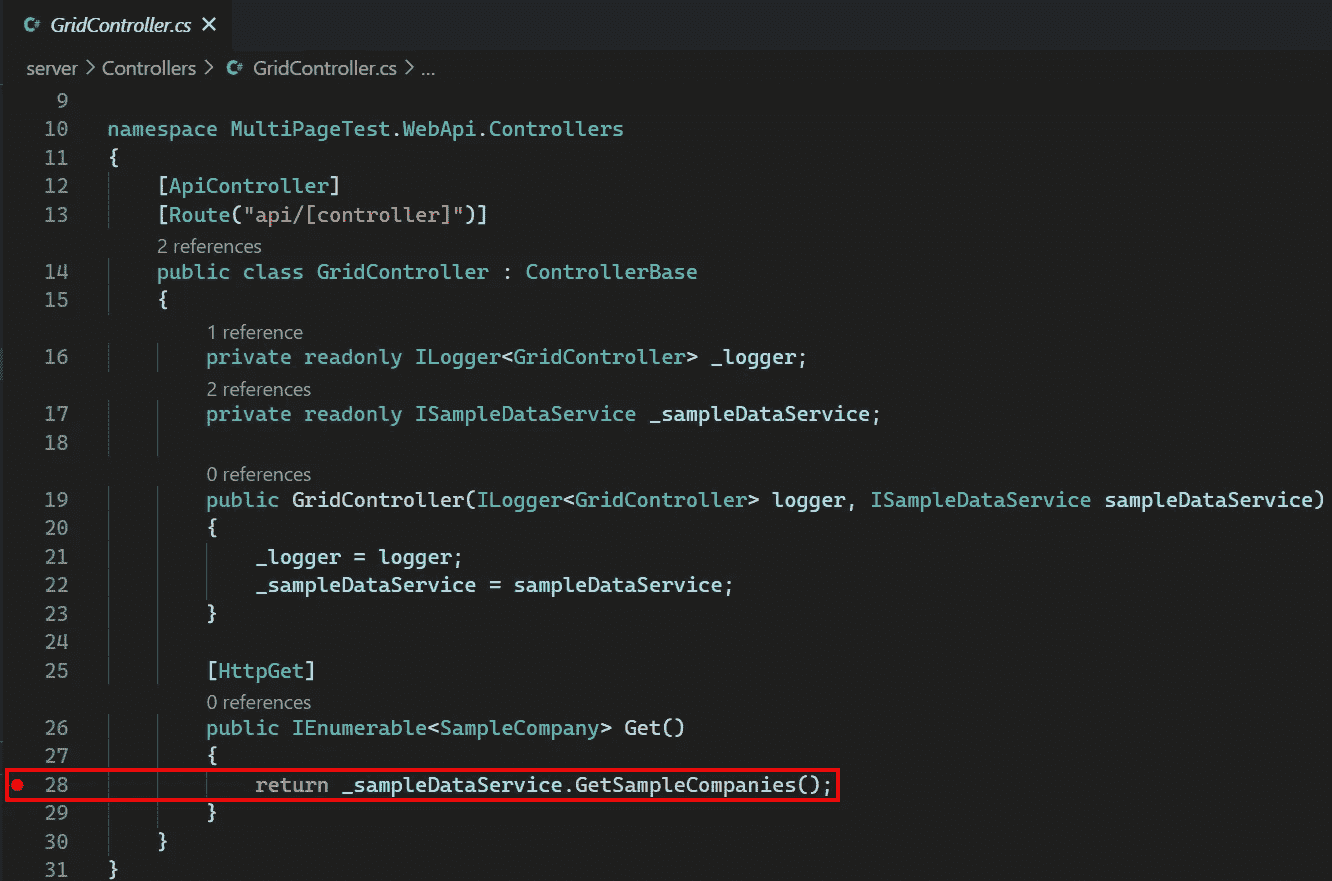 C# GridController.cs ×
server > Controllers > C# GridController.cs > ...
9
10 namespace MultiPageTest.WebApi.Controllers
11 {
12 [ApiController]
13 [Route("api/[controller]")]
2 references
14 public class GridController : ControllerBase
15 {
1 reference
16 private readonly ILogger<GridController> _logger;
2 references
17 private readonly ISampleDataService _sampleDataService;
18
0 references
19 public GridController(ILogger<GridController> logger, ISampleDataService sampleDataService)
20 {
21 _logger = logger;
22 _sampleDataService = sampleDataService;
23 }
24
25 [HttpGet]
0 references
26 public IEnumerable<SampleCompany> Get()
27 {
28 return _sampleDataService.GetSampleCompanies();
29 }
30 }
31 }